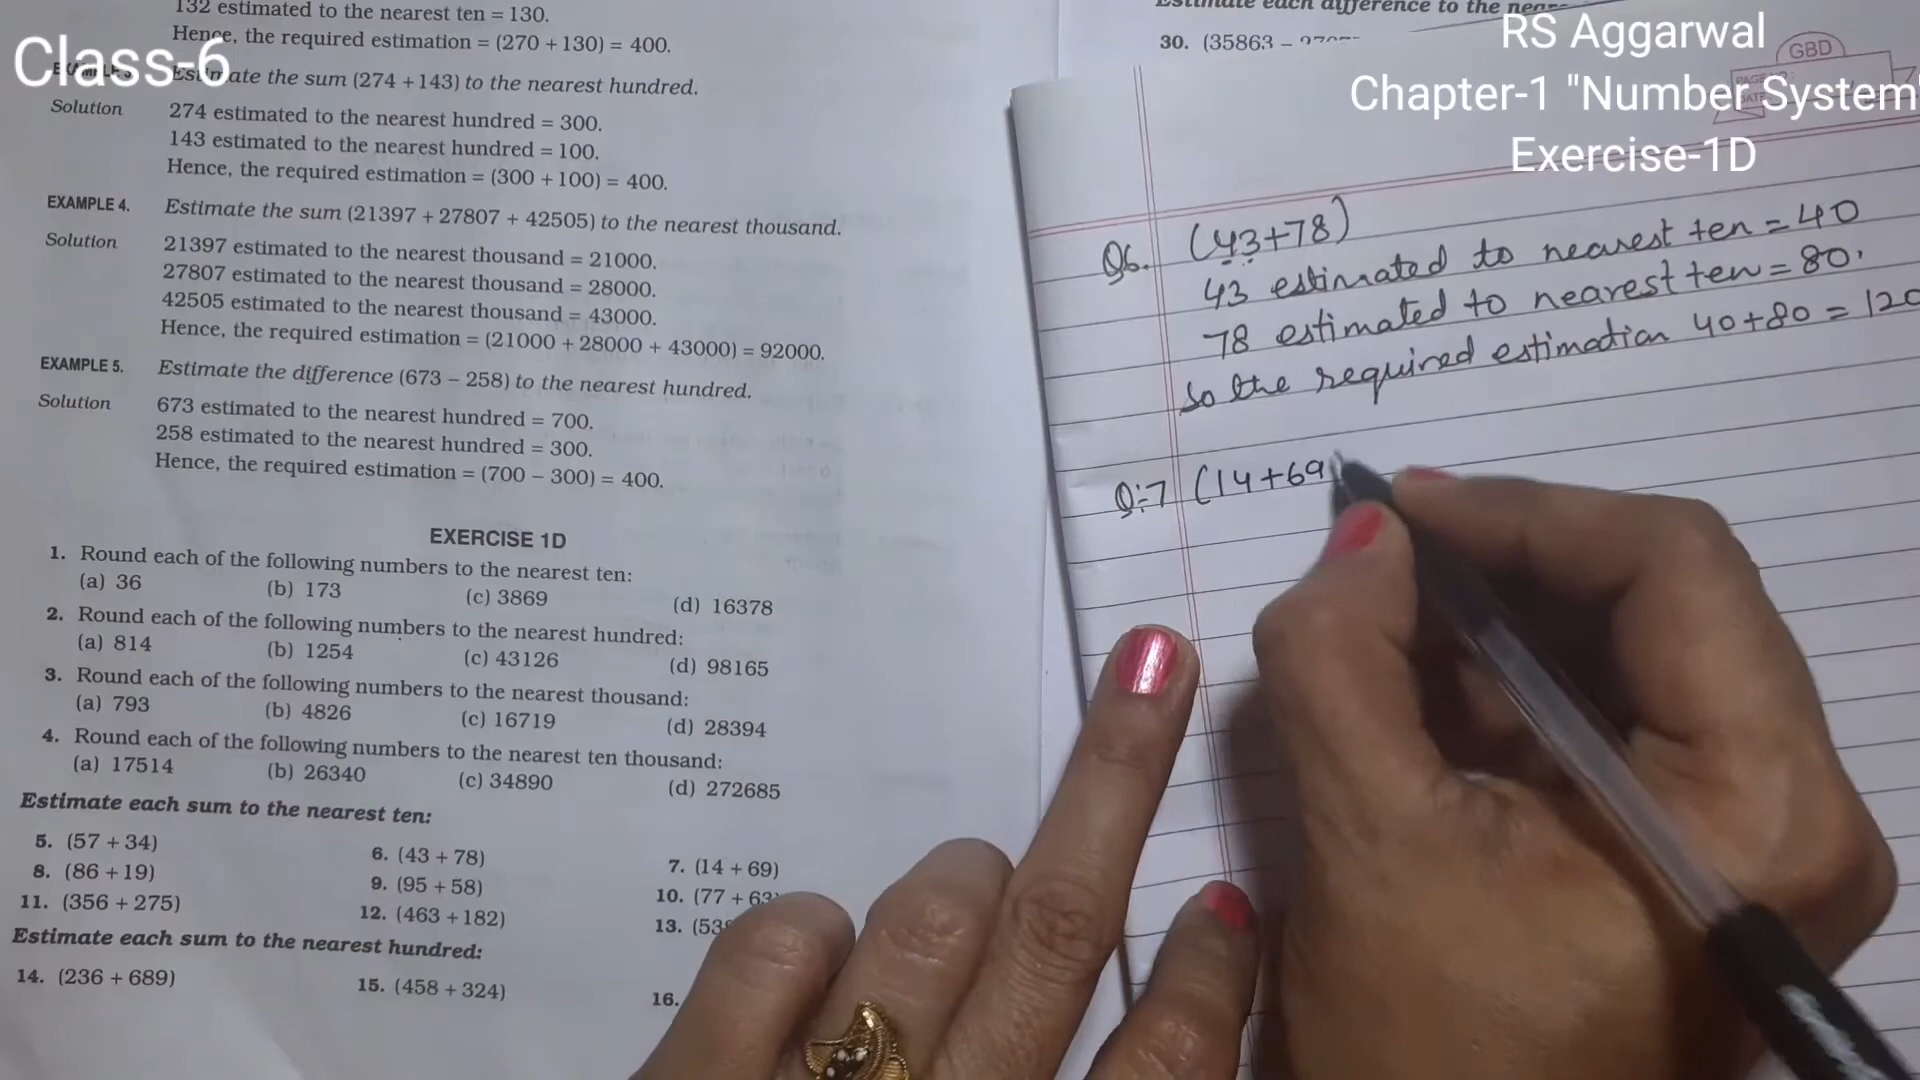 132 estimated to the nearest ten = 130.
Hence, the required estimation = (270 + 130) = 400.
Class-6
Estimate the sum (274 + 143) to the nearest hundred.
Solution 274 estimated to the nearest hundred = 300.
143 estimated to the nearest hundred = 100.
Hence, the required estimation = (300 + 100) = 400.
EXAMPLE 4. Estimate the sum (21397 + 27807 + 42505) to the nearest thousand.
Solution 21397 estimated to the nearest thousand = 21000.
27807 estimated to the nearest thousand = 28000.
42505 estimated to the nearest thousand = 43000.
Hence, the required estimation = (21000 + 28000 + 43000) = 92000.
EXAMPLE 5. Estimate the difference (673 – 258) to the nearest hundred.
Solution 673 estimated to the nearest hundred = 700.
258 estimated to the nearest hundred = 300.
Hence, the required estimation = (700 – 300) = 400.
EXERCISE 1D
1. Round each of the following numbers to the nearest ten:
(a) 36 (b) 173 (c) 3869 (d) 16378
2. Round each of the following numbers to the nearest hundred:
(a) 814 (b) 1254 (c) 43126 (d) 98165
3. Round each of the following numbers to the nearest thousand:
(a) 793 (b) 4826 (c) 16719 (d) 28394
4. Round each of the following numbers to the nearest ten thousand:
(a) 17514 (b) 26340 (c) 34890 (d) 272685
Estimate each sum to the nearest ten:
5. (57 + 34) 6. (43 + 78) 7. (14 + 69)
8. (86 + 19) 9. (95 + 58) 10. (77 + 63
11. (356 + 275) 12. (463 + 182) 13. (53
Estimate each sum to the nearest hundred:
14. (236 + 689) 15. (458 + 324) 16.
Estimate each difference to the
30. (35863 –
RS Aggarwal
Chapter-1 "Number System"
Exercise-1D
GBD
Q6. (43+78)
43 estimated to nearest ten = 40
78 estimated to nearest ten = 80.
So the required estimation 40+80 = 120
Q:-7 (14+69)